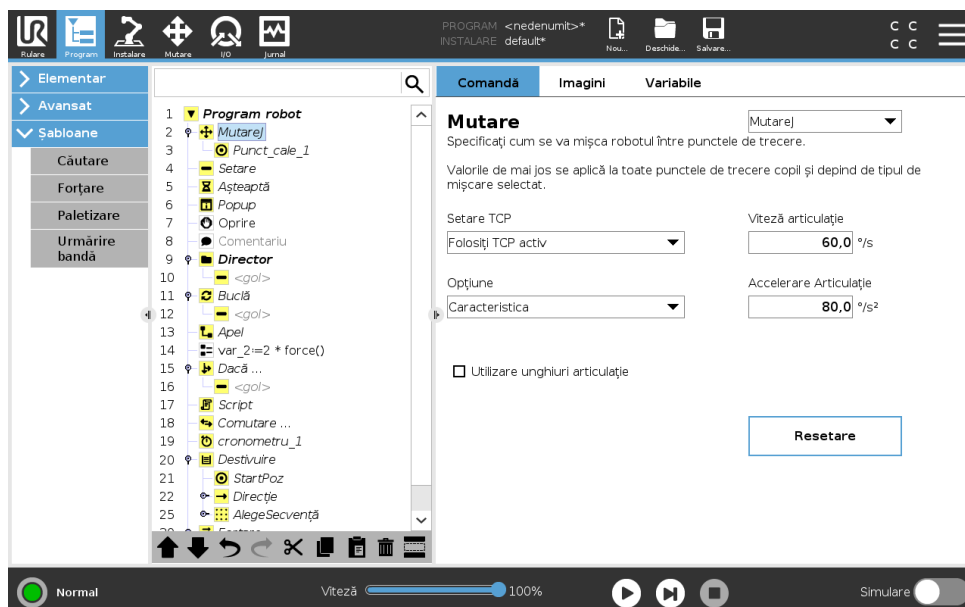 PROGRAM <nedenumit>*
INSTALARE default*
Rulare Program Instalare Mutare I/O Jurnal Nou... Deschide... Salvare...
C C
C C
Elementar
Avansat
Șabloane
Căutare
Forțare
Paletizare
Urmărire
bandă
1 Program robot
2 MutareJ
3 Punct_cale_1
4 Setare
5 Așteaptă
6 Popup
7 Oprire
8 Comentariu
9 Director
10 <gol>
11 Buclă
12 <gol>
13 Apel
14 var_2:=2 * force()
15 Dacă ...
16 <gol>
17 Script
18 Comutare ...
19 cronometru_1
20 Destivuire
21 StartPoz
22 Direcție
25 AlegeSecvență
Comandă Imagini Variabile
Mutare
MutareJ
Specificați cum se va mișca robotul între punctele de trecere.
Valorile de mai jos se aplică la toate punctele de trecere copil și depind de tipul de
mișcare selectat.
Setare TCP Viteză articulație
Folosiți TCP activ 60,0 °/s
Opțiune Accelerare Articulație
Caracteristica 80,0 °/s²
Utilizare unghiuri articulație
Resetare
Normal Viteză 100% Simulare